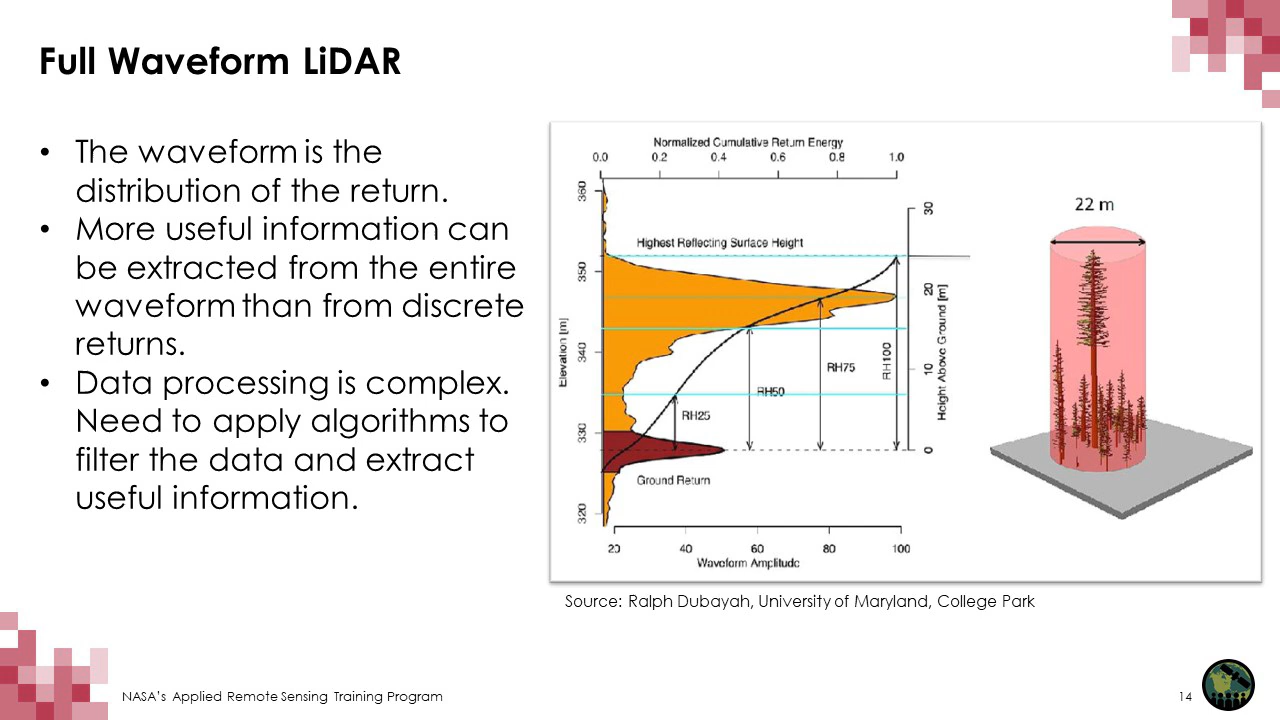 Full Waveform LiDAR
• The waveform is the
distribution of the return.
• More useful information can
be extracted from the entire
waveform than from discrete
returns.
• Data processing is complex.
Need to apply algorithms to
filter the data and extract
useful information.
Normalized Cumulative Return Energy
0.0 0.2 0.4 0.6 0.8 1.0
Elevation [m]
360
350
340
330
320
Highest Reflecting Surface Height
RH25
RH50
RH75
RH100
Ground Return
30
20
10
0
Height Above Ground [m]
20 40 60 80 100
Waveform Amplitude
22 m
Source: Ralph Dubayah, University of Maryland, College Park
NASA's Applied Remote Sensing Training Program
14